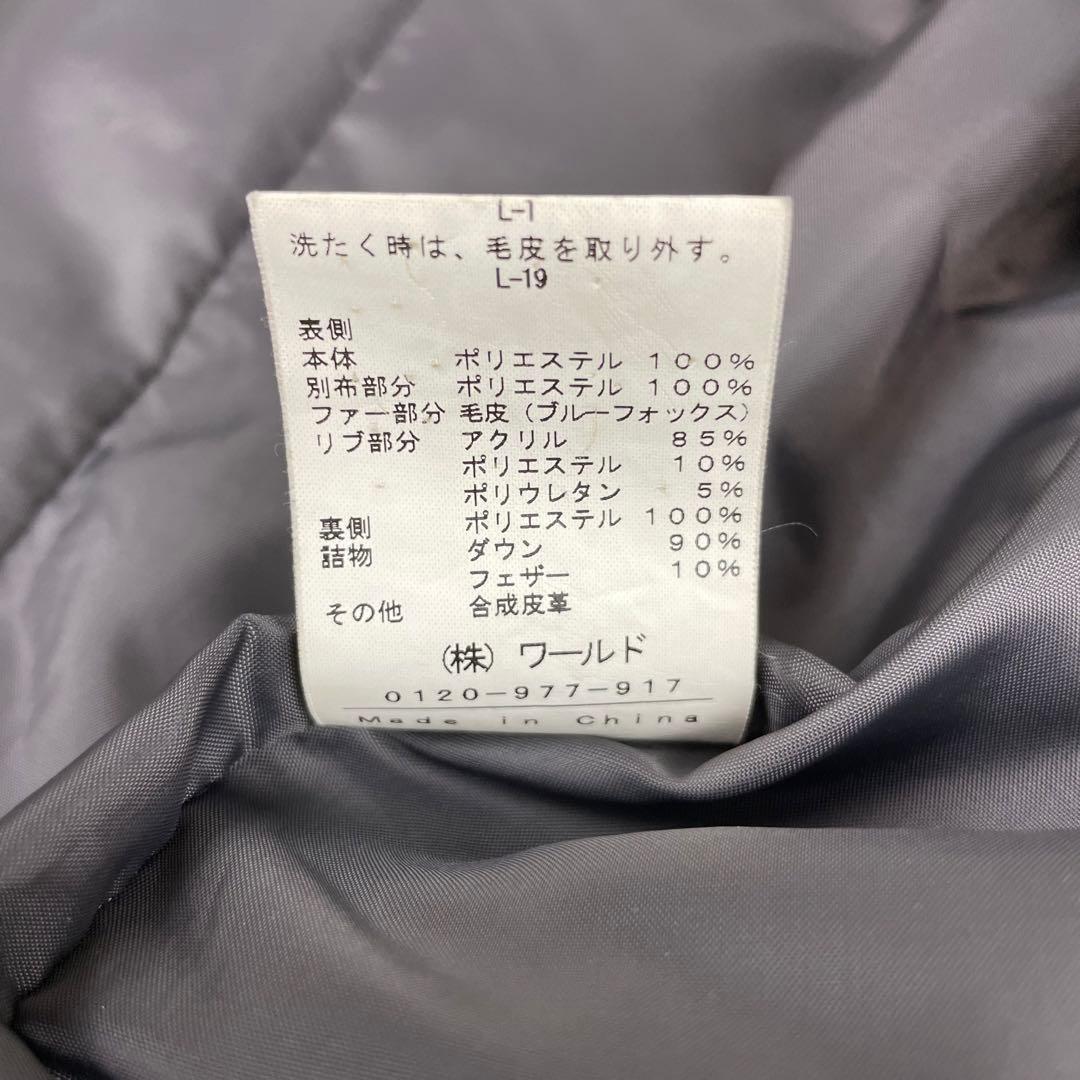 L-1
洗たく時は、毛皮を取り外す。
L-19
表側
本体 ポリエステル 100%
別布部分 ポリエステル 100%
ファー部分 毛皮(ブルーフォックス)
リブ部分 アクリル 85%
ポリエステル 10%
ポリウレタン 5%
裏側 ポリエステル 100%
詰物 ダウン 90%
フェザー 10%
その他 合成皮革
(株) ワールド
0120-977-917
Made in China